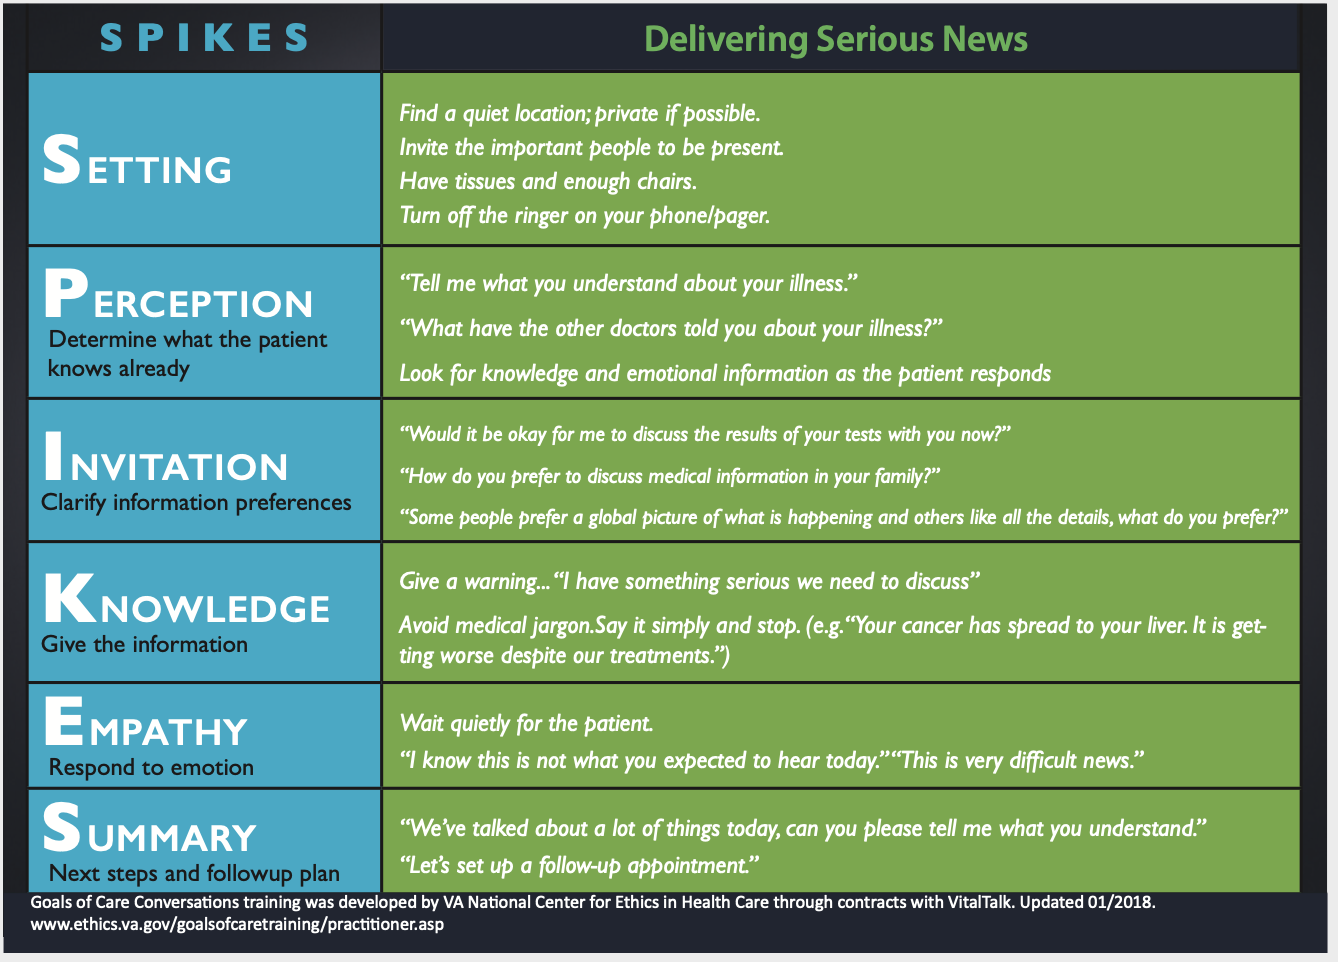 SPIKES
Delivering Serious News
SETTING
Find a quiet location; private if possible.
Invite the important people to be present.
Have tissues and enough chairs.
Turn off the ringer on your phone/pager.
PERCEPTION
Determine what the patient
knows already
“Tell me what you understand about your illness.”
“What have the other doctors told you about your illness?”
Look for knowledge and emotional information as the patient responds
INVITATION
Clarify information preferences
“Would it be okay for me to discuss the results of your tests with you now?”
“How do you prefer to discuss medical information in your family?”
“Some people prefer a global picture of what is happening and others like all the details, what do you prefer?”
KNOWLEDGE
Give the information
Give a warning... “I have something serious we need to discuss”
Avoid medical jargon.Say it simply and stop. (e.g.“Your cancer has spread to your liver. It is get-
ting worse despite our treatments.”)
EMPATHY
Respond to emotion
Wait quietly for the patient.
“I know this is not what you expected to hear today.”“This is very difficult news.”
SUMMARY
Next steps and followup plan
“We’ve talked about a lot of things today, can you please tell me what you understand.”
“Let’s set up a follow-up appointment.”
Goals of Care Conversations training was developed by VA National Center for Ethics in Health Care through contracts with VitalTalk. Updated 01/2018.
www.ethics.va.gov/goalsofcaretraining/practitioner.asp